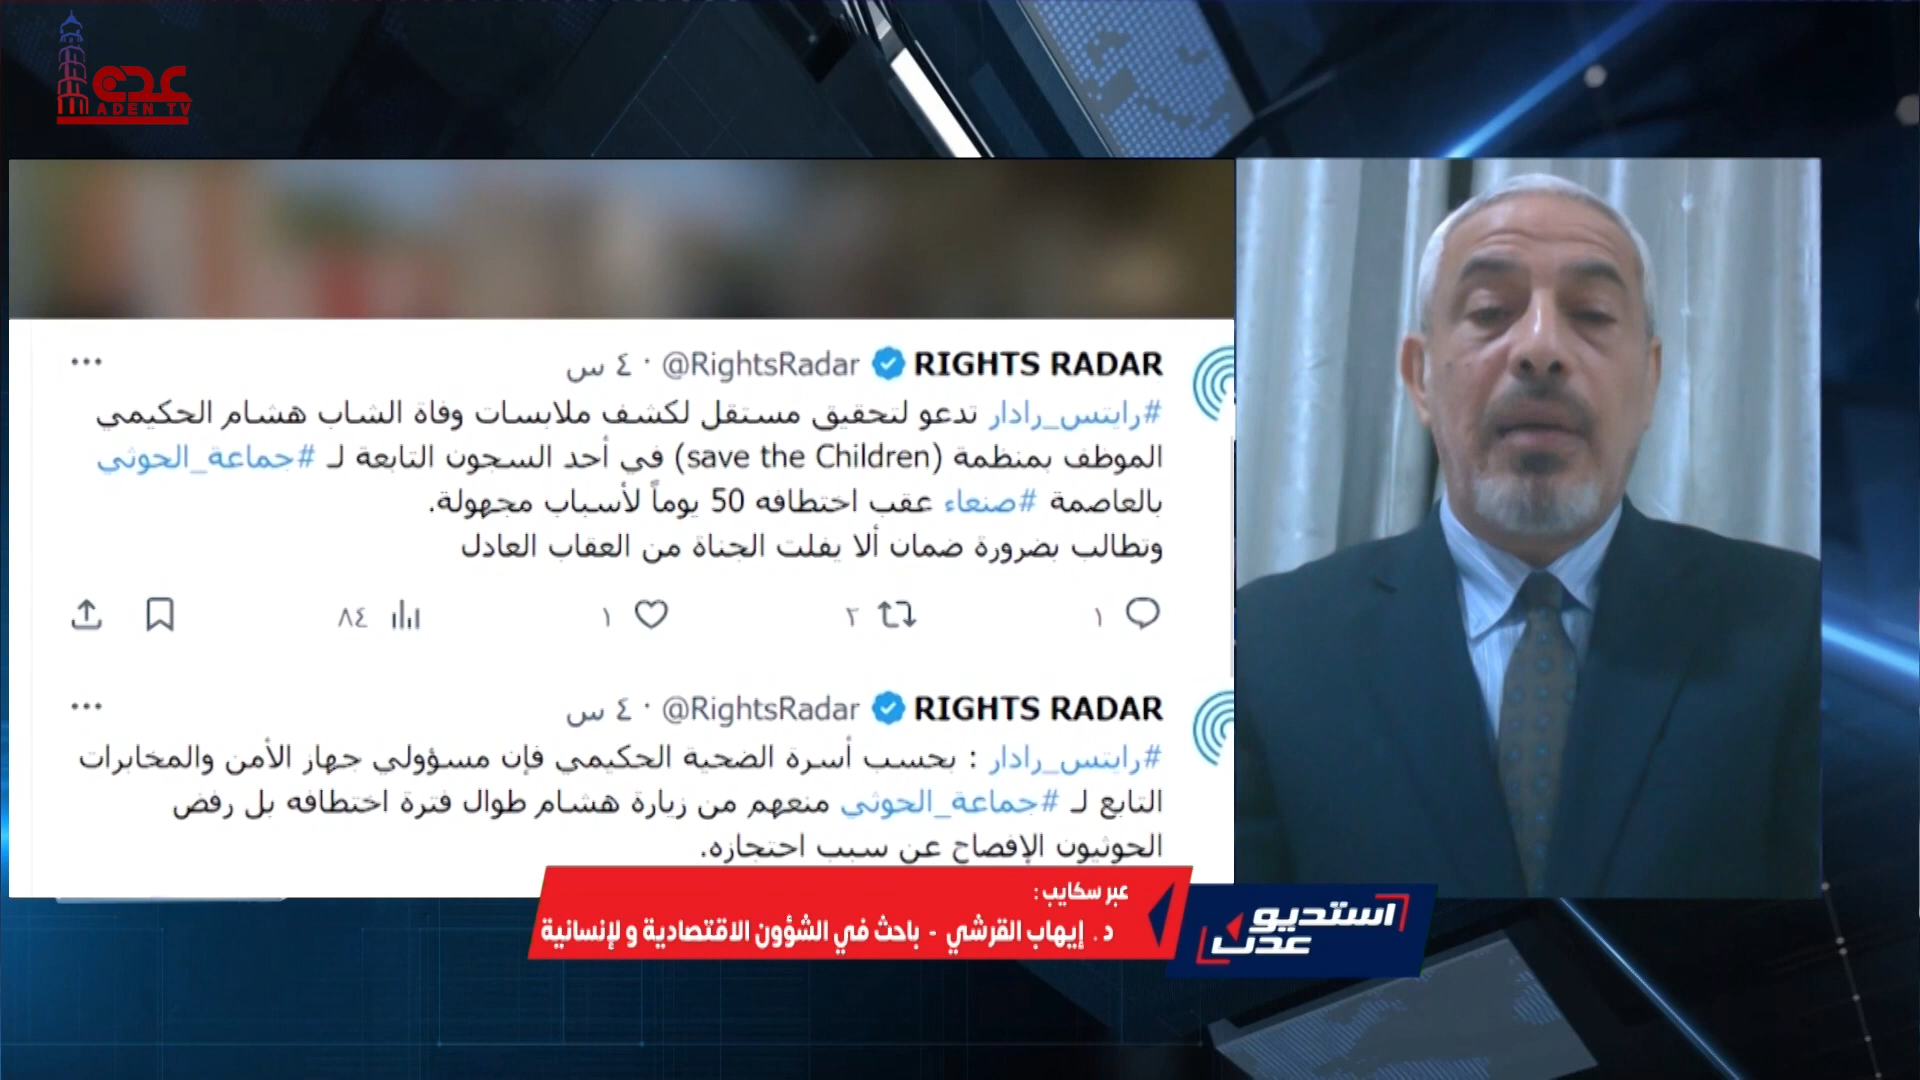 عدن
ADEN TV
RIGHTS RADAR @RightsRadar · ٤ س
#رايتس_رادار تدعو لتحقيق مستقل لكشف ملابسات وفاة الشاب هشام الحكيمي
الموظف بمنظمة (save the Children) في أحد السجون التابعة لـ #جماعة_الحوثي
بالعاصمة #صنعاء عقب اختطافه 50 يوماً لأسباب مجهولة.
وتطالب بضرورة ضمان ألا يفلت الجناة من العقاب العادل
١ ٢ ١ ٨٤
RIGHTS RADAR @RightsRadar · ٤ س
#رايتس_رادار : بحسب أسرة الضحية الحكيمي فإن مسؤولي جهاز الأمن والمخابرات
التابع لـ #جماعة_الحوثي منعهم من زيارة هشام طوال فترة اختطافه بل رفض
الحوثيون الإفصاح عن سبب احتجازه.
عبر سكايب :
د . إيهاب القرشي - باحث في الشؤون الاقتصادية و لإنسانية
استديو
عدن